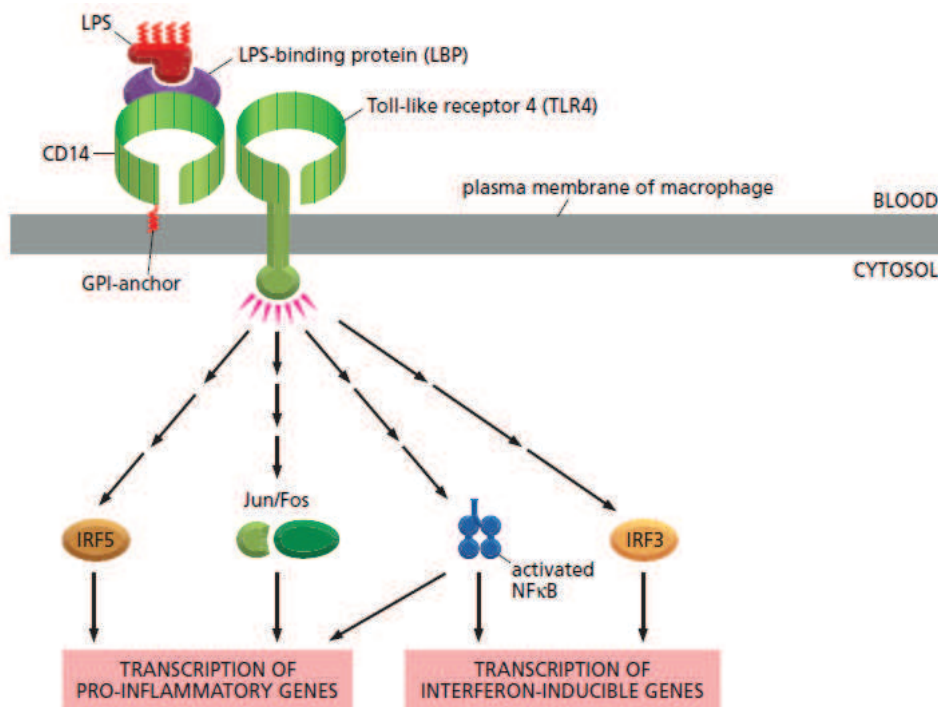 LPS
LPS-binding protein (LBP)
Toll-like receptor 4 (TLR4)
CD14
plasma membrane of macrophage
BLOOD
CYTOSOL
GPI-anchor
Jun/Fos
IRF5
IRF3
activated
NFκB
TRANSCRIPTION OF
PRO-INFLAMMATORY GENES
TRANSCRIPTION OF
INTERFERON-INDUCIBLE GENES